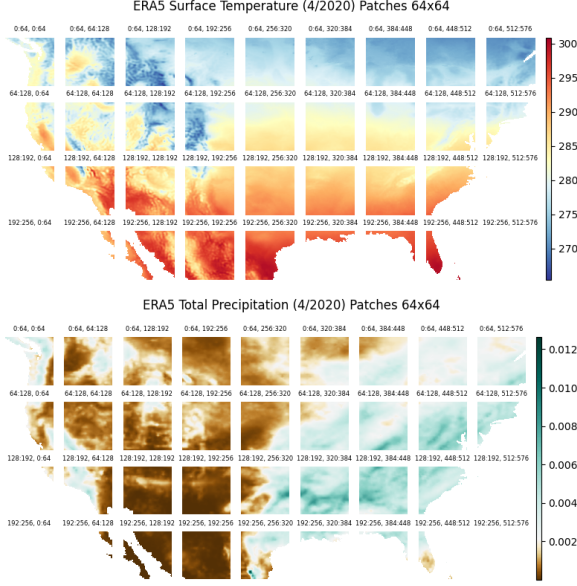 ERA5 Surface Temperature (4/2020) Patches 64x64
0:64, 0:64 0:64, 64:128 0:64, 128:192 0:64, 192:256 0:64, 256:320 0:64, 320:384 0:64, 384:448 0:64, 448:512 0:64, 512:576
300
64:128, 0:64 64:128, 64:128 64:128, 128:192 64:128, 192:256 64:128, 256:320 64:128, 320:384 64:128, 384:448 64:128, 448:512 64:128, 512:576
295
290
128:192, 0:64 128:192, 64:128 128:192, 128:192 128:192, 192:256 128:192, 256:320 128:192, 320:384 128:192, 384:448 128:192, 448:512 128:192, 512:576
285
280
192:256, 0:64 192:256, 64:128 192:256, 128:192 192:256, 192:256 192:256, 256:320 192:256, 320:384 192:256, 384:448 192:256, 448:512 192:256, 512:576
275
270
ERA5 Total Precipitation (4/2020) Patches 64x64
0:64, 0:64 0:64, 64:128 0:64, 128:192 0:64, 192:256 0:64, 256:320 0:64, 320:384 0:64, 384:448 0:64, 448:512 0:64, 512:576
0.012
64:128, 0:64 64:128, 64:128 64:128, 128:192 64:128, 192:256 64:128, 256:320 64:128, 320:384 64:128, 384:448 64:128, 448:512 64:128, 512:576
0.010
0.008
128:192, 0:64 128:192, 64:128 128:192, 128:192 128:192, 192:256 128:192, 256:320 128:192, 320:384 128:192, 384:448 128:192, 448:512 128:192, 512:576
0.006
0.004
192:256, 0:64 192:256, 64:128 192:256, 128:192 192:256, 192:256 192:256, 256:320 192:256, 320:384 192:256, 384:448 192:256, 448:512 192:256, 512:576
0.002